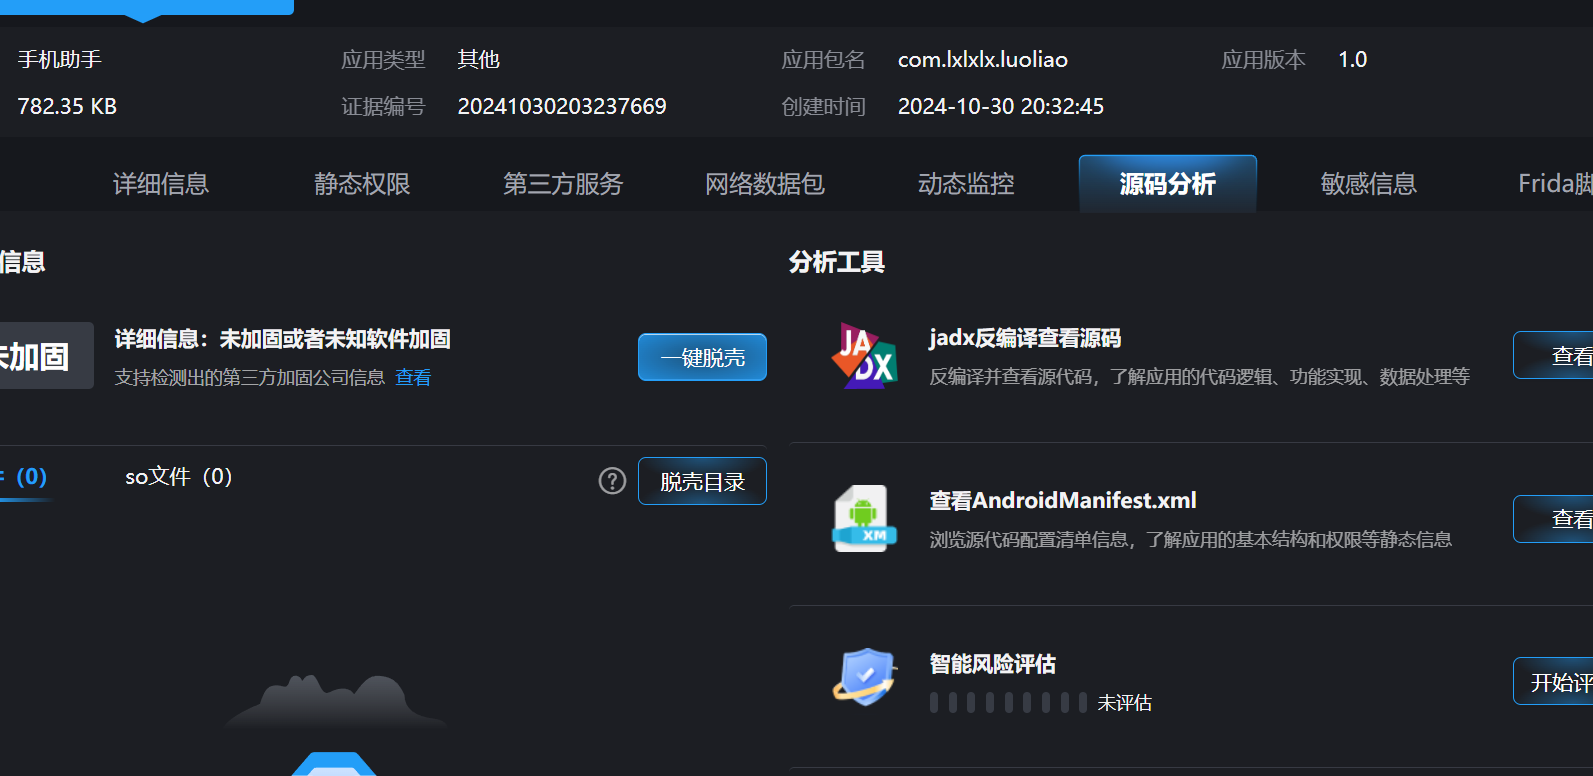 手机助手 应用类型 其他 应用包名 com.lxlxlx.luoliao 应用版本 1.0
782.35 KB 证据编号 20241030203237669 创建时间 2024-10-30 20:32:45
详细信息 静态权限 第三方服务 网络数据包 动态监控 源码分析 敏感信息 Frida脚
信息 分析工具
未加固
详细信息：未加固或者未知软件加固
支持检测出的第三方加固公司信息 查看
一键脱壳
jadx反编译查看源码
反编译并查看源代码，了解应用的代码逻辑、功能实现、数据处理等
查看
(0) so文件（0） ? 脱壳目录
查看AndroidManifest.xml
浏览源代码配置清单信息，了解应用的基本结构和权限等静态信息
查看
智能风险评估
未评估
开始评
JA
DX
XM